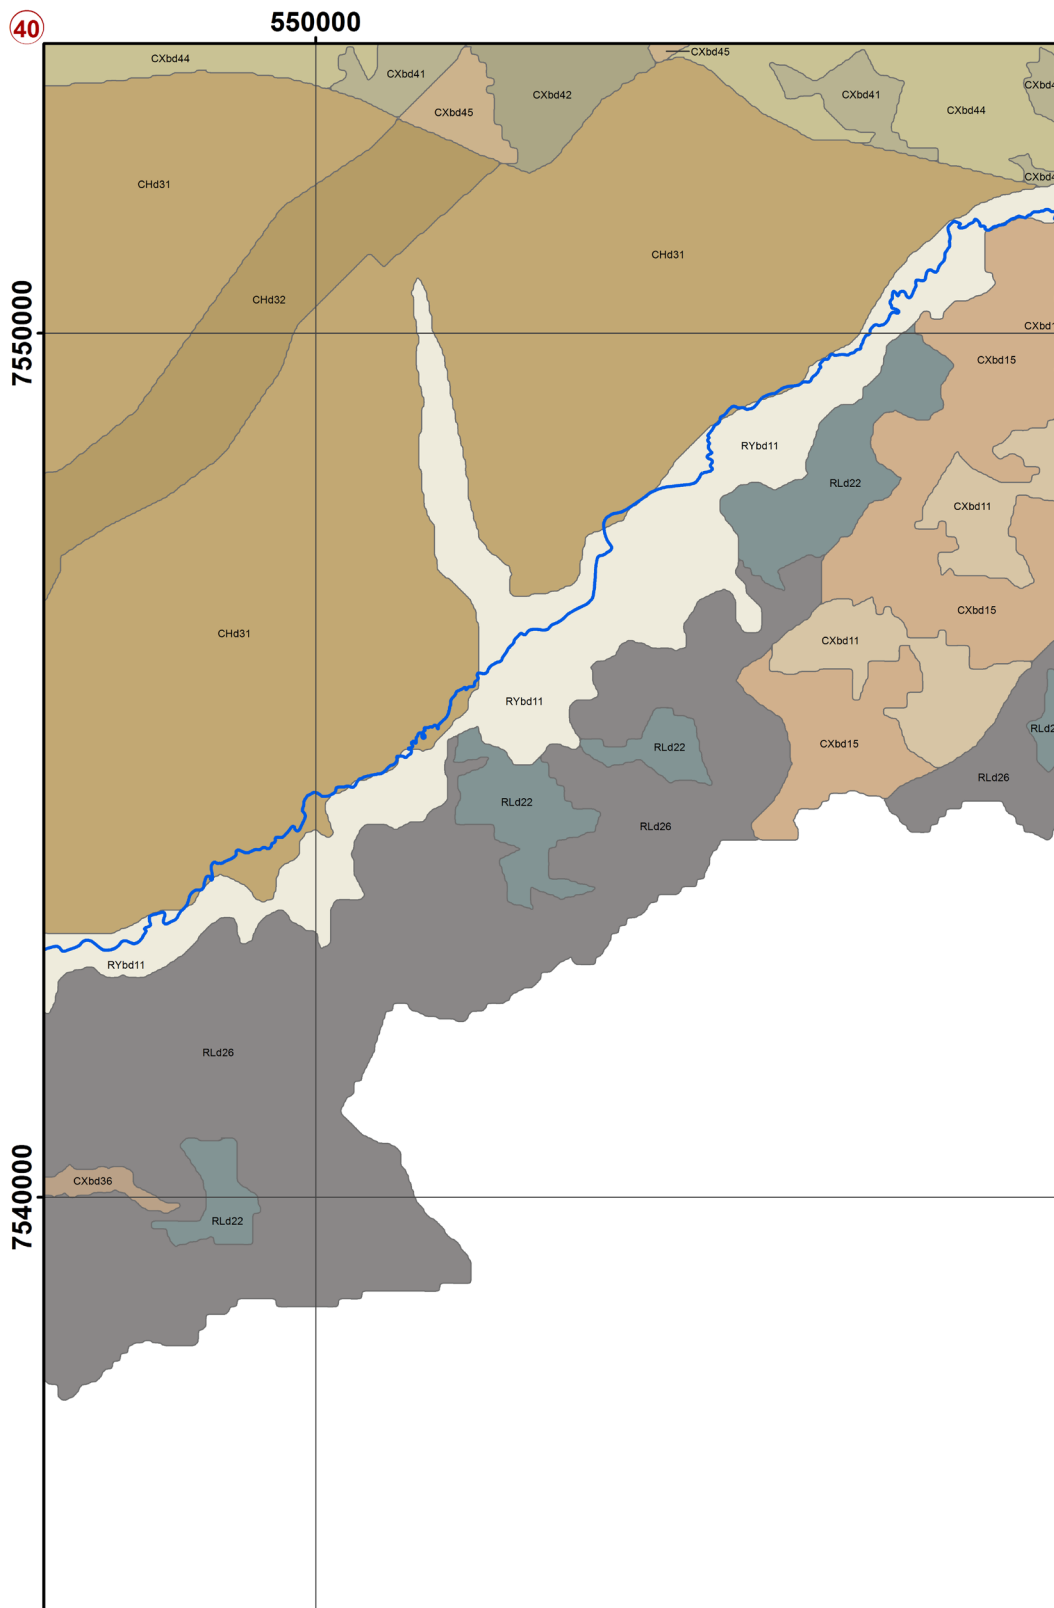 40
550000
CXbd44
CXbd45
CXbd41
CXbd42
CXbd41
CXbd45
CXbd44
CHd31
CHd31
CHd32
7550000
CXbd15
RYbd11
RLd22
CXbd11
CXbd15
CHd31
CXbd11
RYbd11
RLd22
CXbd15
RLd26
RLd22
RLd26
RYbd11
RLd26
CXbd36
7540000
RLd22